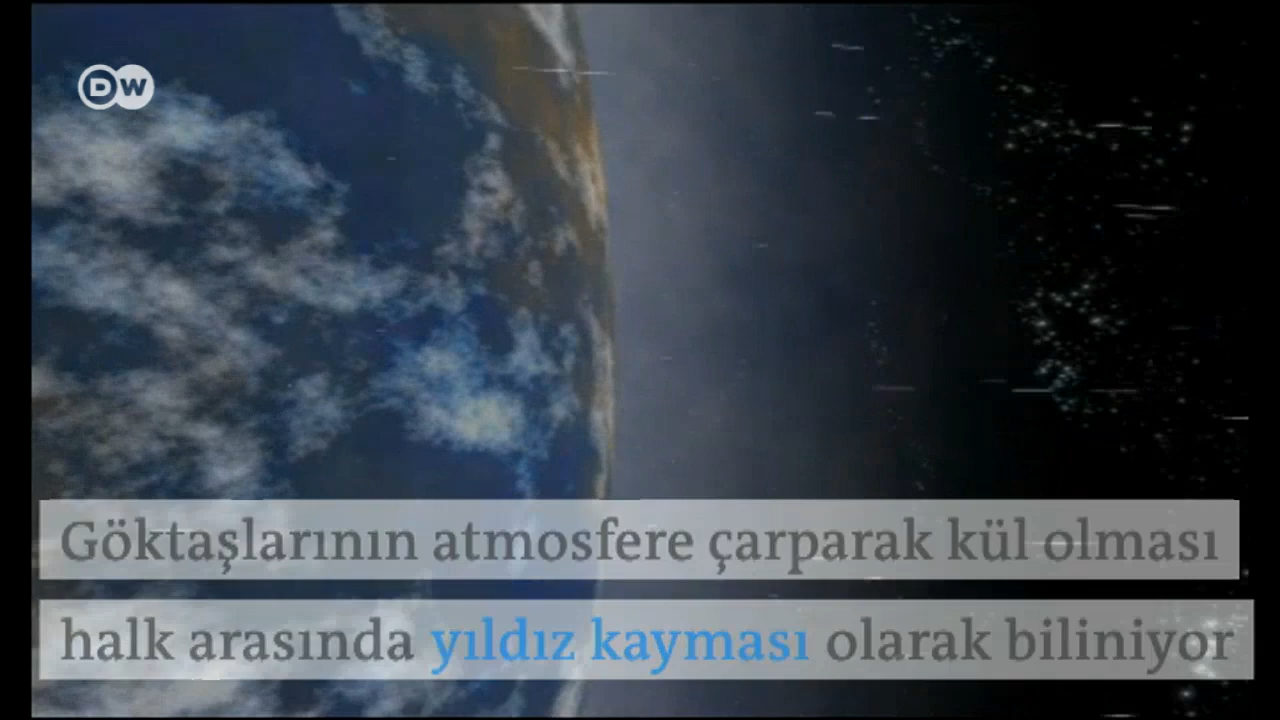 DW
Göktaşlarının atmosfere çarparak kül olması
halk arasında yıldız kayması olarak biliniyor